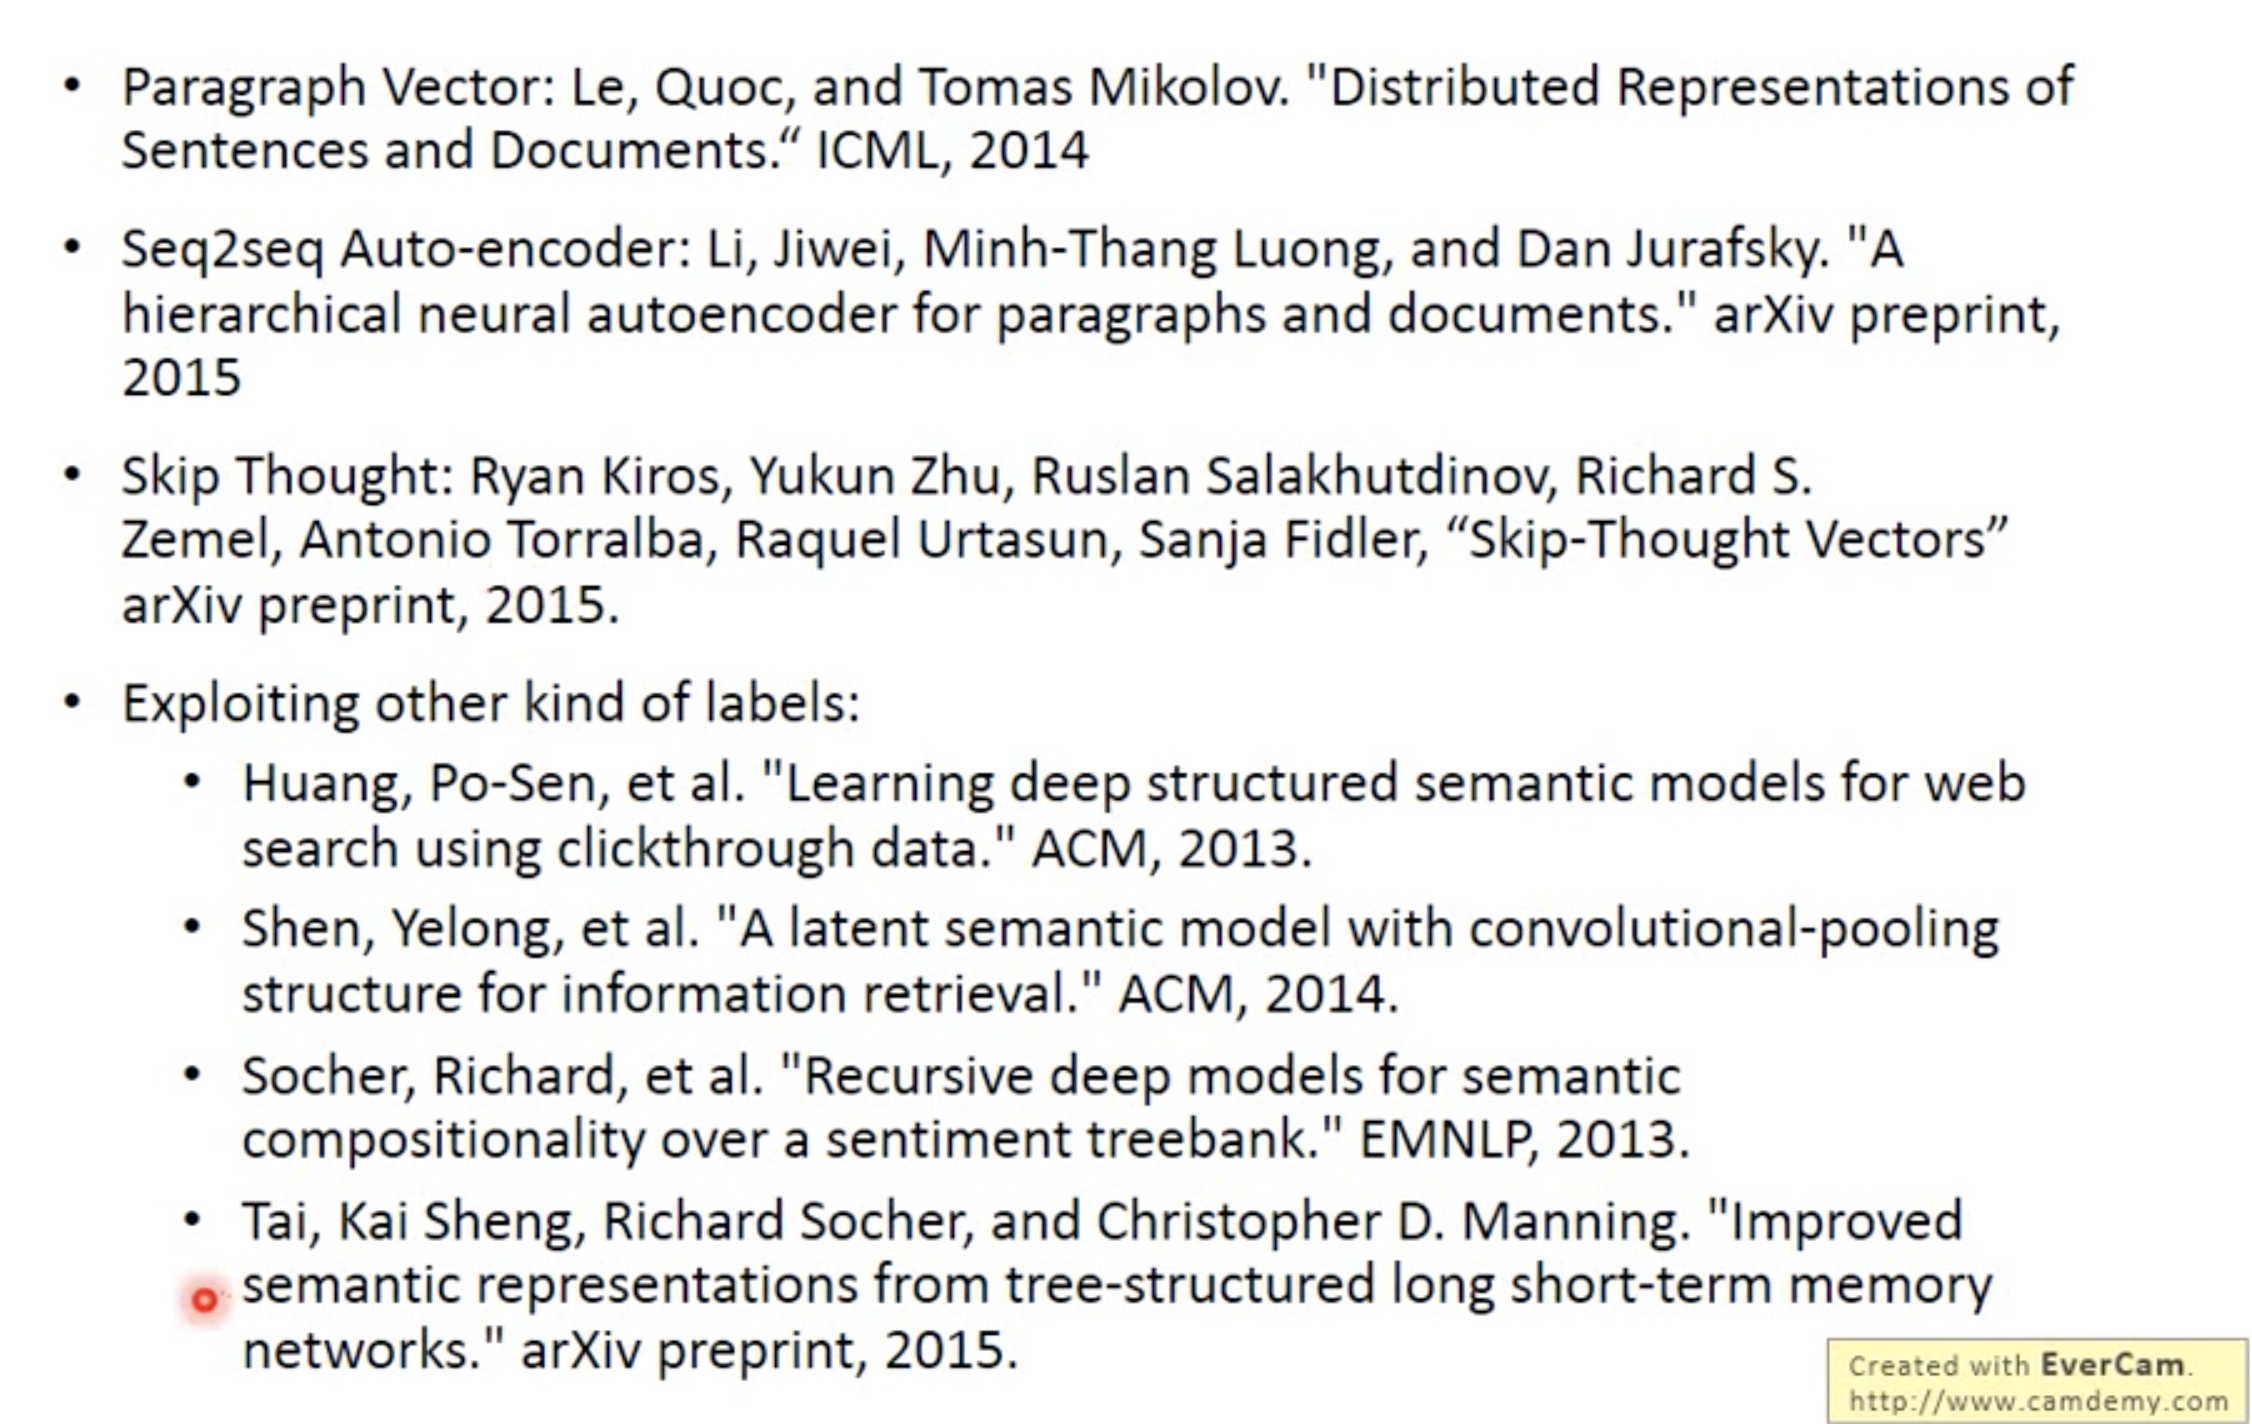 • Paragraph Vector: Le, Quoc, and Tomas Mikolov. "Distributed Representations of
Sentences and Documents.“ ICML, 2014
• Seq2seq Auto-encoder: Li, Jiwei, Minh-Thang Luong, and Dan Jurafsky. "A
hierarchical neural autoencoder for paragraphs and documents." arXiv preprint,
2015
• Skip Thought: Ryan Kiros, Yukun Zhu, Ruslan Salakhutdinov, Richard S.
Zemel, Antonio Torralba, Raquel Urtasun, Sanja Fidler, “Skip-Thought Vectors”
arXiv preprint, 2015.
• Exploiting other kind of labels:
• Huang, Po-Sen, et al. "Learning deep structured semantic models for web
search using clickthrough data." ACM, 2013.
• Shen, Yelong, et al. "A latent semantic model with convolutional-pooling
structure for information retrieval." ACM, 2014.
• Socher, Richard, et al. "Recursive deep models for semantic
compositionality over a sentiment treebank." EMNLP, 2013.
• Tai, Kai Sheng, Richard Socher, and Christopher D. Manning. "Improved
semantic representations from tree-structured long short-term memory
networks." arXiv preprint, 2015.
Created with EverCam.
http://www.camdemy.com